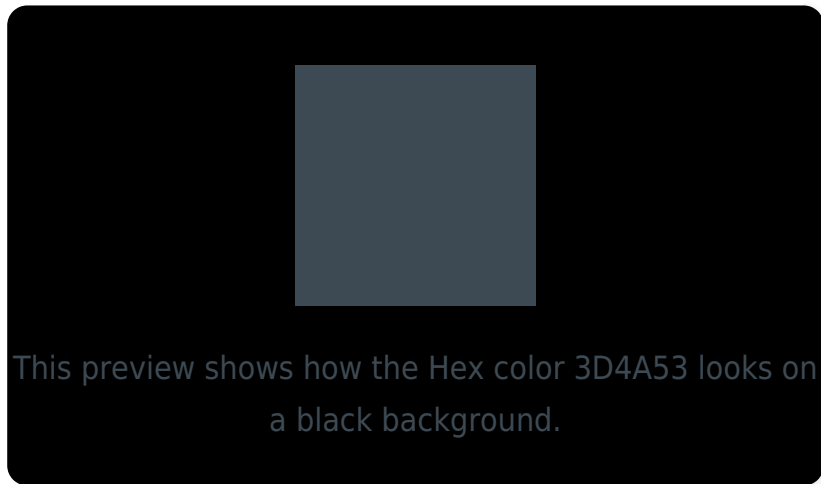 This preview shows how the Hex color 3D4A53 looks on
a black background.